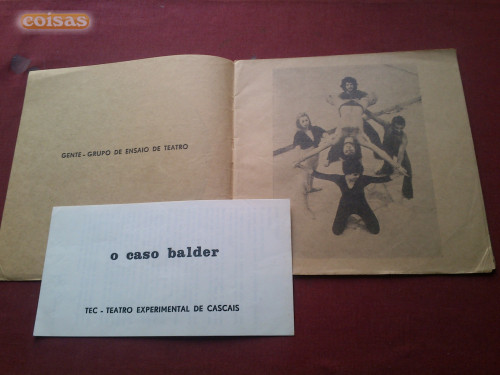 coisas
GENTE - GRUPO DE ENSAIO DE TEATRO
o caso balder
TEC - TEATRO EXPERIMENTAL DE CASCAIS